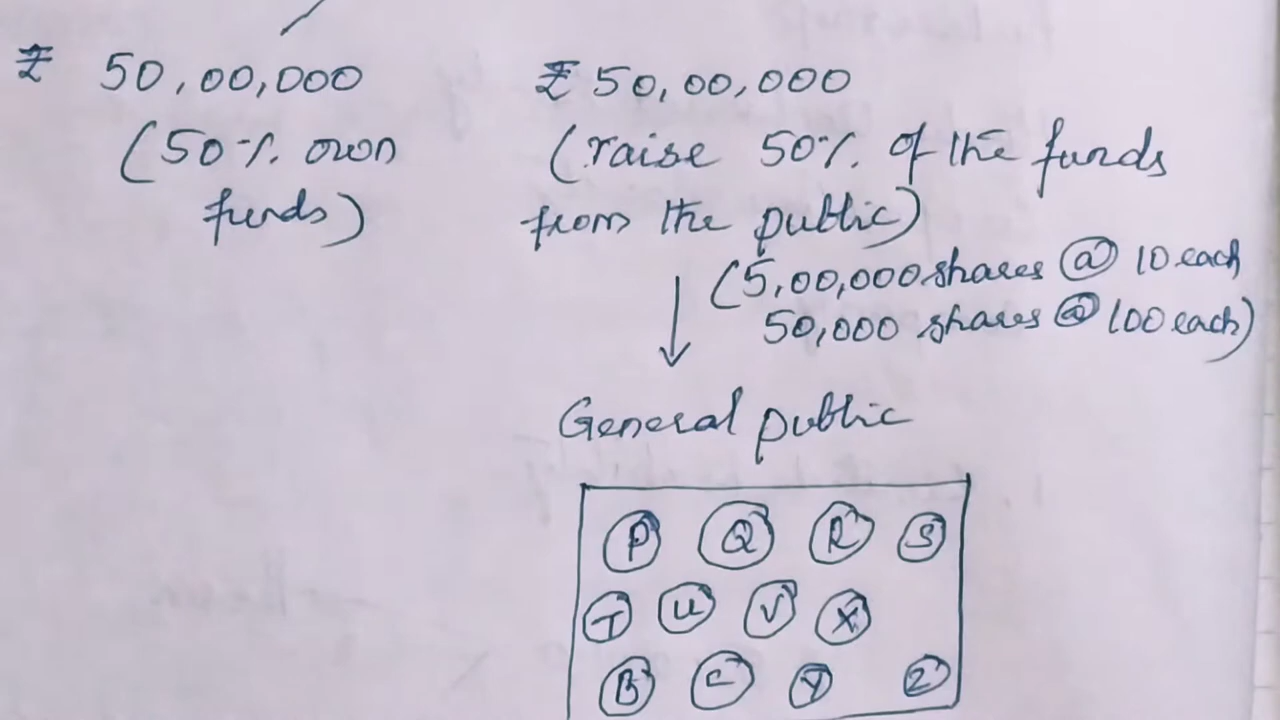 ₹ 50,00,000
(50% own
funds)
₹ 50,00,000
(raise 50% of the funds
from the public)
(5,00,000 shares @ 10 each
50,000 shares @ 100 each)
General public
P Q R S
T U V X
B C Y Z